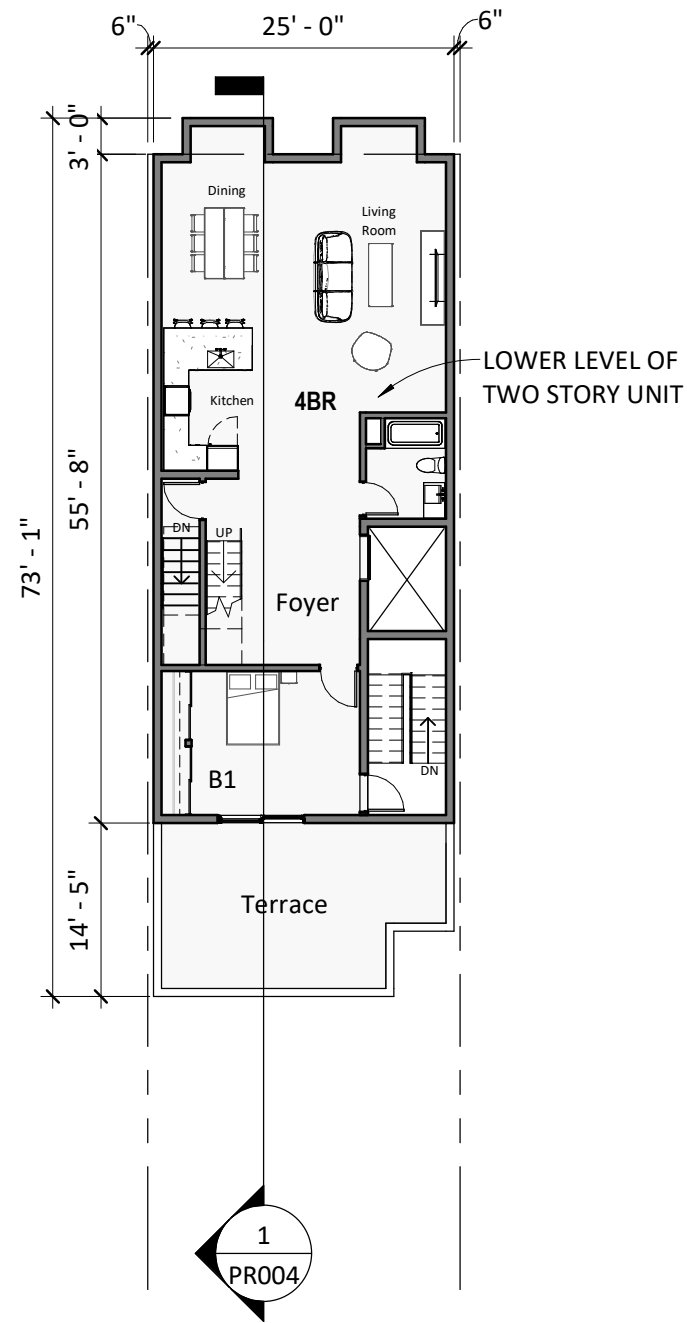 6"
25' - 0"
6"
3' - 0"
Dining
Living
Room
LOWER LEVEL OF
TWO STORY UNIT
Kitchen
4BR
55' - 8"
73' - 1"
DN
UP
Foyer
B1
DN
Terrace
14' - 5"
1
PR004